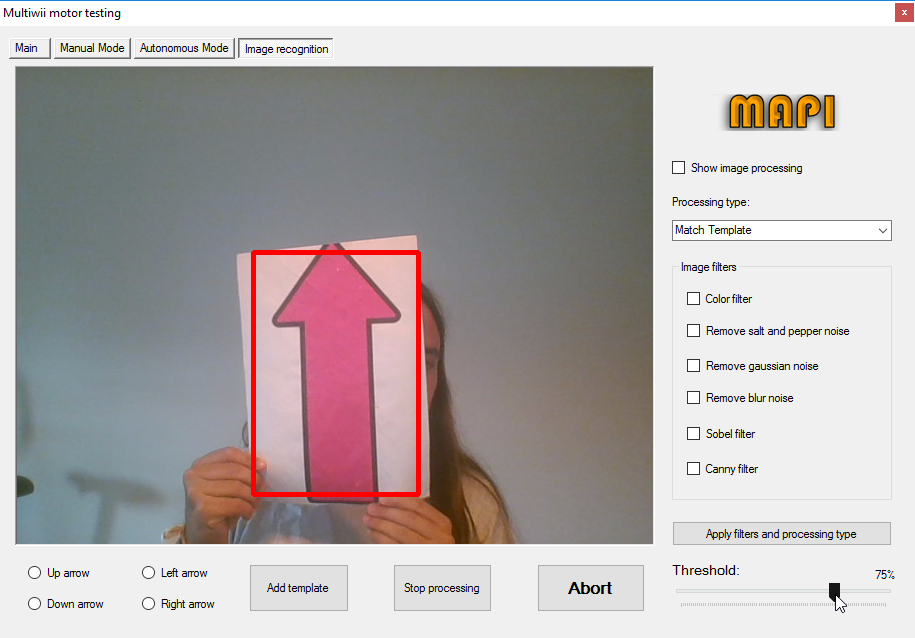 Multiwii motor testing
x
Main
Manual Mode
Autonomous Mode
Image recognition
MAPI
Show image processing
Processing type:
Match Template
Image filters
Color filter
Remove salt and pepper noise
Remove gaussian noise
Remove blur noise
Sobel filter
Canny filter
Apply filters and processing type
Threshold:
75%
Up arrow
Left arrow
Down arrow
Right arrow
Add template
Stop processing
Abort